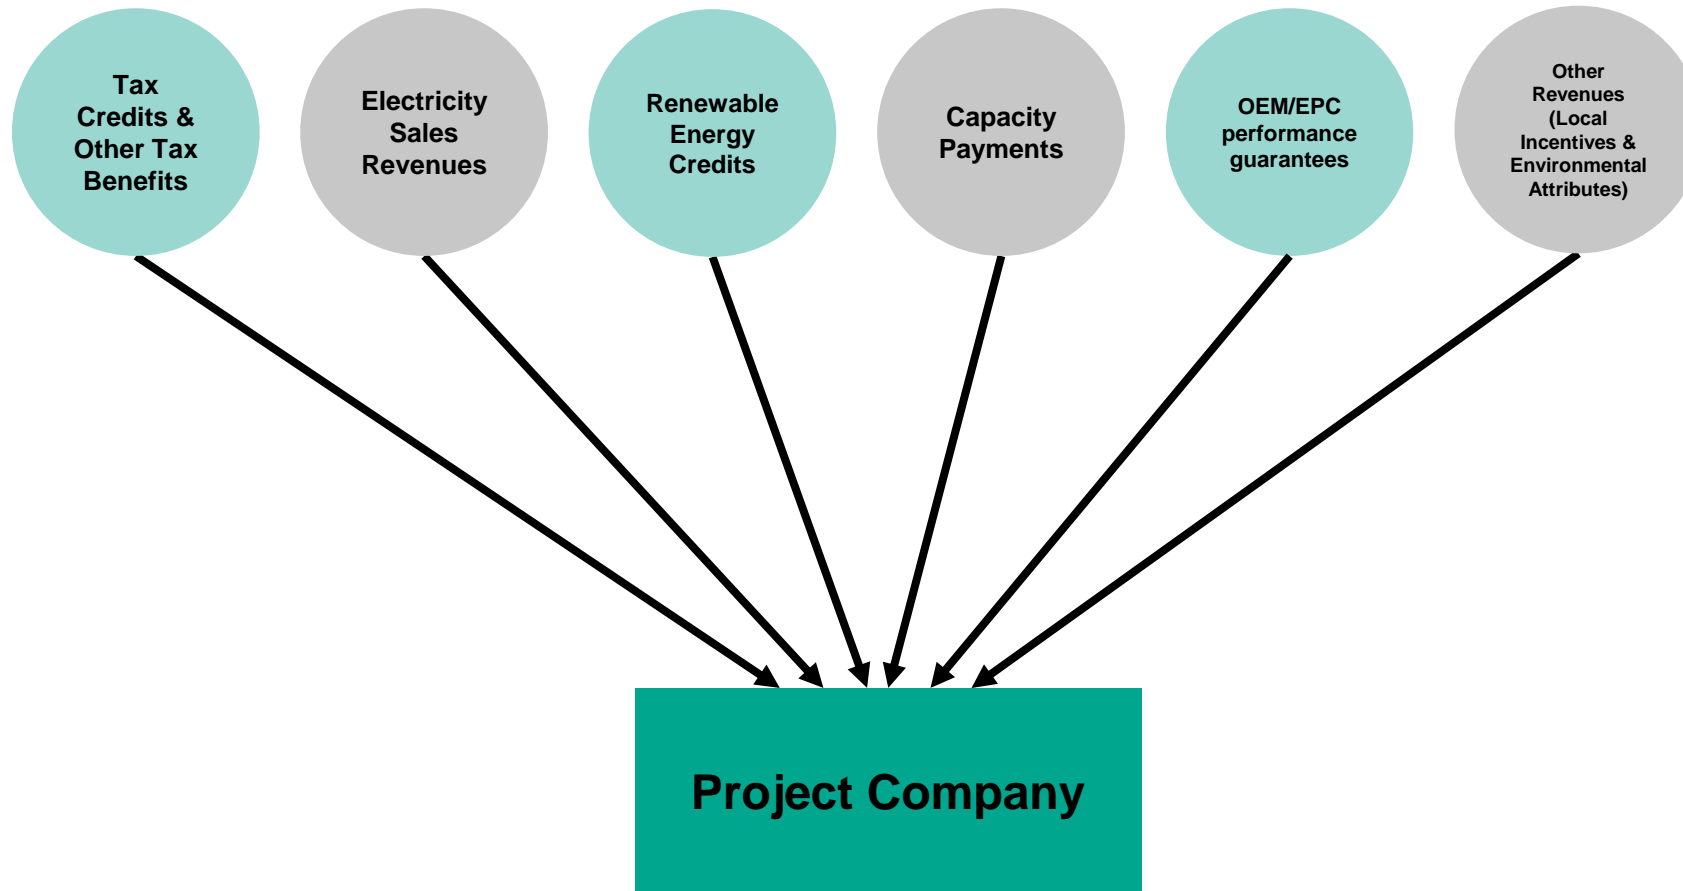 Tax
Credits &
Other Tax
Benefits
Electricity
Sales
Revenues
Renewable
Energy
Credits
Capacity
Payments
OEM/EPC
performance
guarantees
Other
Revenues
(Local
Incentives &
Environmental
Attributes)
Project Company